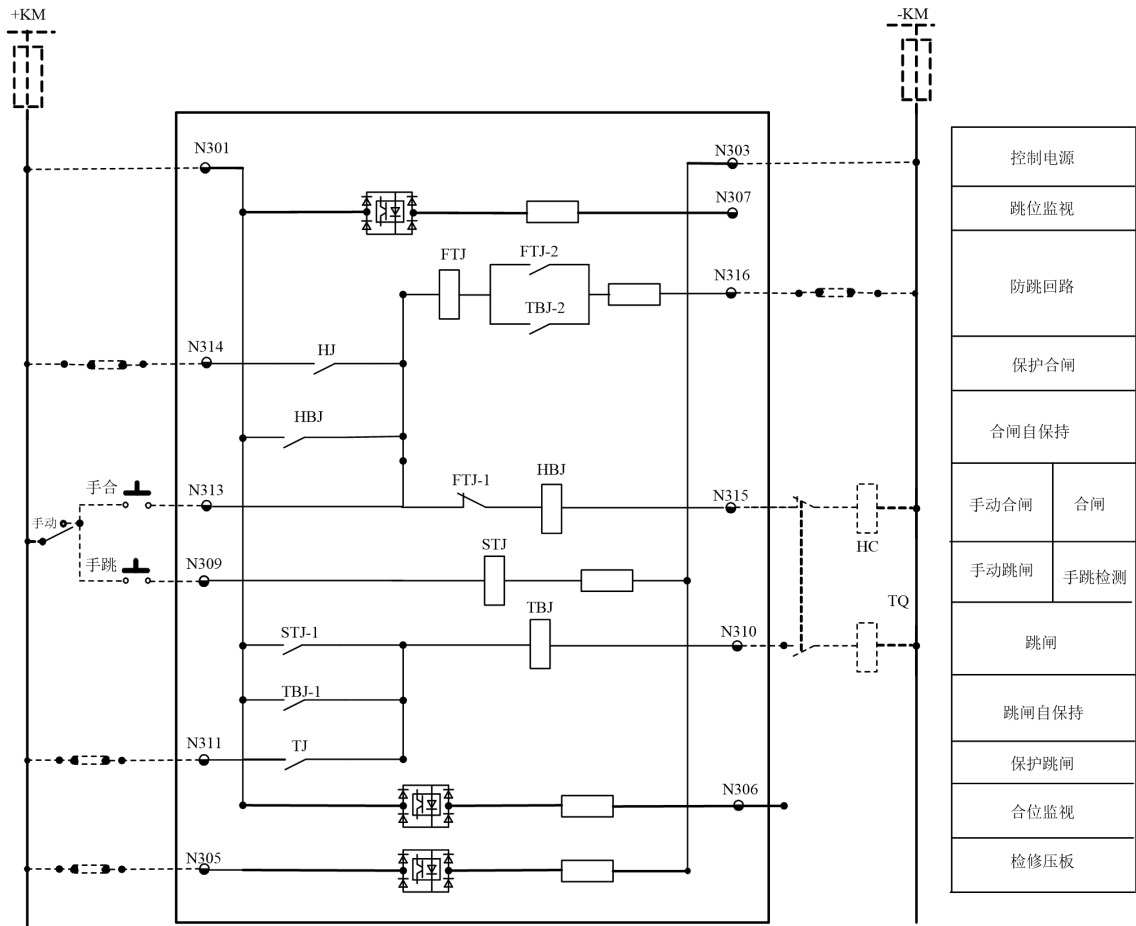 +KM
-KM
N301
N303
控制电源
N307
跳位监视
FTJ
FTJ-2
N316
防跳回路
TBJ-2
N314
HJ
保护合闸
HBJ
合闸自保持
手合
N313
FTJ-1
HBJ
N315
手动合闸
合闸
手动
HC
手跳
N309
STJ
手动跳闸
手跳检测
TBJ
TQ
STJ-1
N310
跳闸
TBJ-1
跳闸自保持
N311
TJ
保护跳闸
N306
合位监视
N305
检修压板